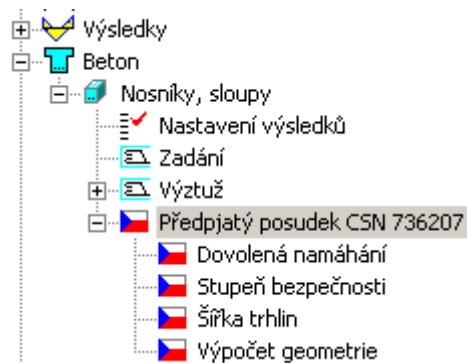 Výsledky
Beton
Nosníky, sloupy
Nastavení výsledků
Zadání
Výztuž
Předpjatý posudek CSN 736207
Dovolená namáhání
Stupeň bezpečnosti
Šířka trhlin
Výpočet geometrie